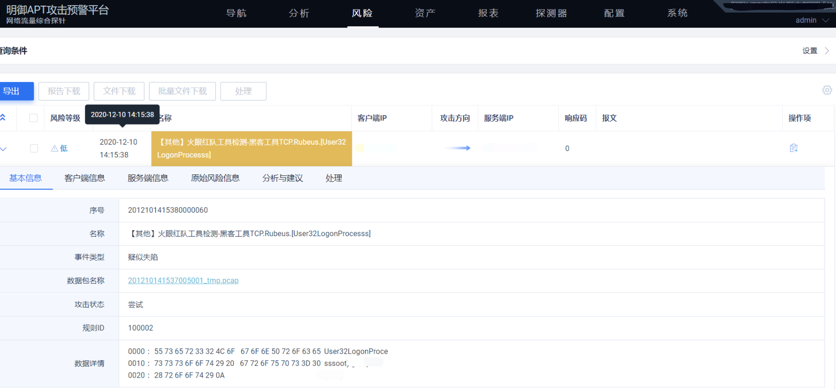 明御APT攻击预警平台
网络流量综合探针
导航 分析 风险 资产 报表 探测器 配置 系统
admin
查询条件 设置
导出 报告下载 文件下载 批量文件下载 处理
2020-12-10 14:15:38
风险等级 名称 客户端IP 攻击方向 服务端IP 响应码 报文 操作项
低 2020-12-10 14:15:38 【其他】火眼红队工具检测-黑客工具TCP.Rubeus.[User32 LogonProcesss] 0
基本信息 客户端信息 服务端信息 原始风险信息 分析与建议 处理
序号 2012101415380000060
名称 【其他】火眼红队工具检测-黑客工具TCP.Rubeus.[User32LogonProcesss]
事件类型 疑似失陷
数据包名称 201210141537005001_tmp.pcap
攻击状态 尝试
规则ID 100002
数据详情
0000 : 55 73 65 72 33 32 4C 6F 67 6F 6E 50 72 6F 63 65 User32LogonProce
0010 : 73 73 73 6F 6F 74 29 20 67 72 6F 75 70 73 3D 30 sssoot
0020 : 28 72 6F 6F 74 29 0A